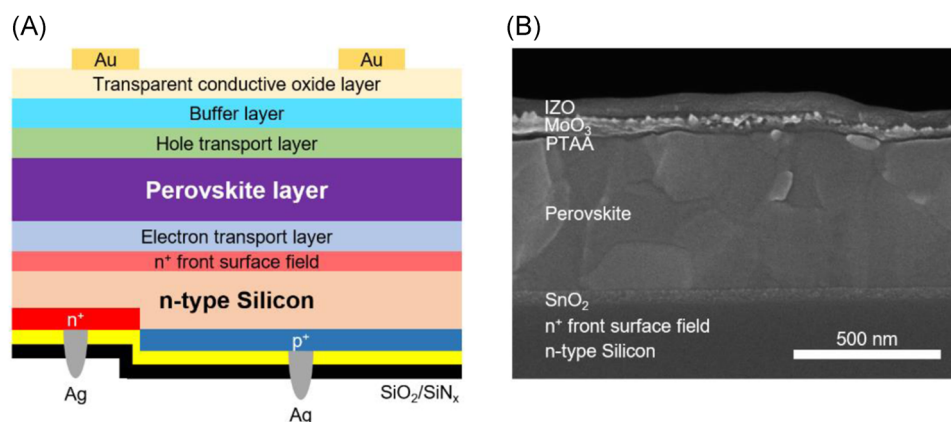 (A)
Au
Au
Transparent conductive oxide layer
Buffer layer
Hole transport layer
Perovskite layer
Electron transport layer
n⁺ front surface field
n-type Silicon
n⁺
p⁺
Ag
Ag
SiO₂/SiNₓ
(B)
IZO
MoO₃
PTAA
Perovskite
SnO₂
n⁺ front surface field
n-type Silicon
500 nm